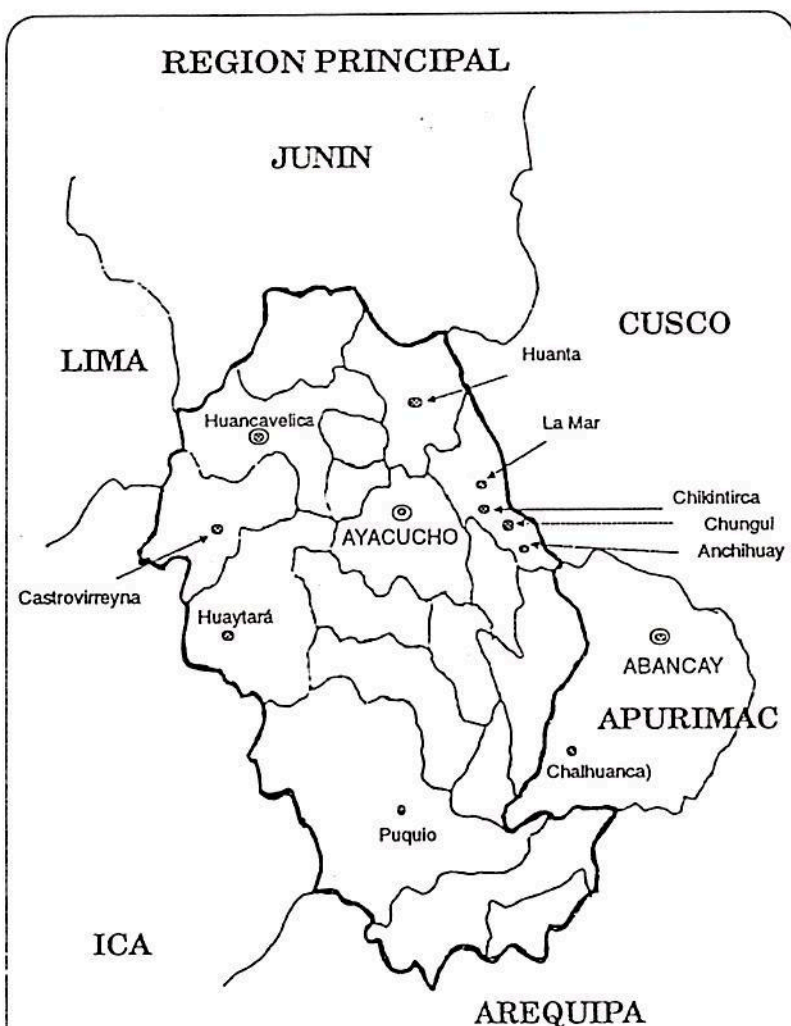 REGION PRINCIPAL
JUNIN
CUSCO
LIMA
Huanta
La Mar
Huancavelica
Chikintirca
Chungul
AYACUCHO
Anchihuay
Castrovirreyna
Huaytará
ABANCAY
APURIMAC
Chalhuanca)
Puquio
ICA
AREQUIPA